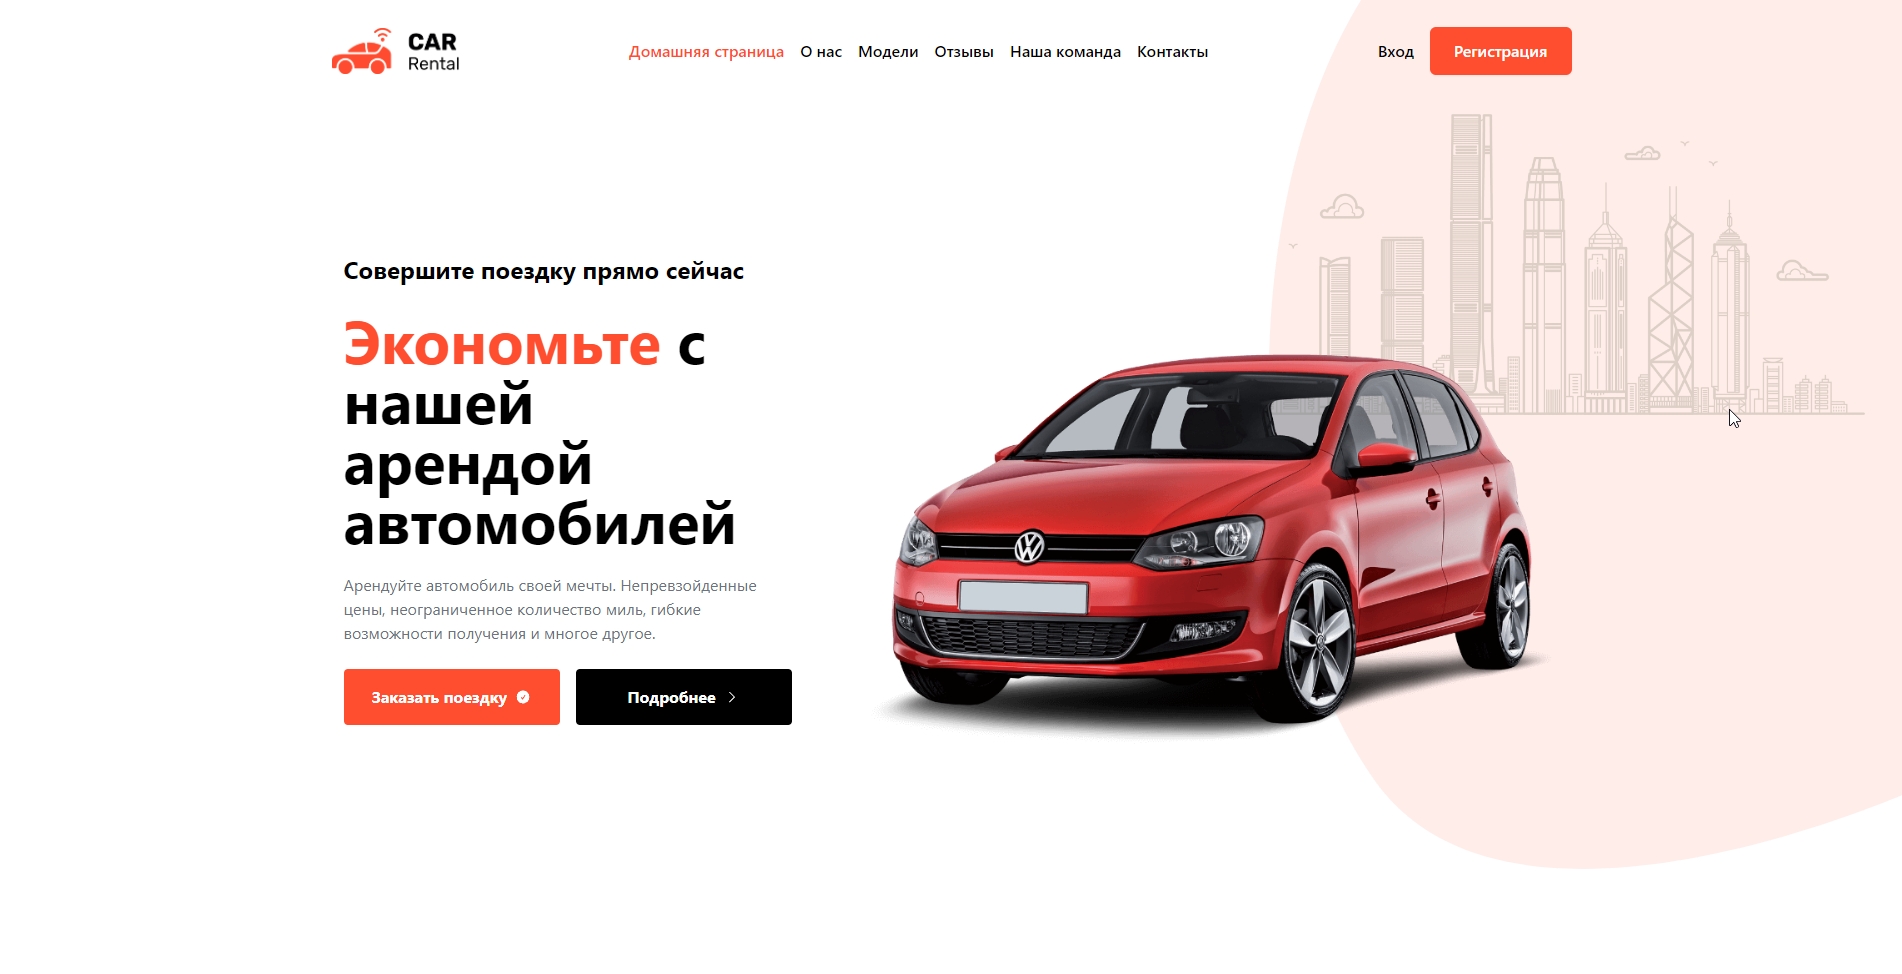 CAR
Rental
Домашняя страница О нас Модели Отзывы Наша команда Контакты
Вход Регистрация
Совершите поездку прямо сейчас
Экономьте с
нашей
арендой
автомобилей
Арендуйте автомобиль своей мечты. Непревзойденные
цены, неограниченное количество миль, гибкие
возможности получения и многое другое.
Заказать поездку
Подробнее